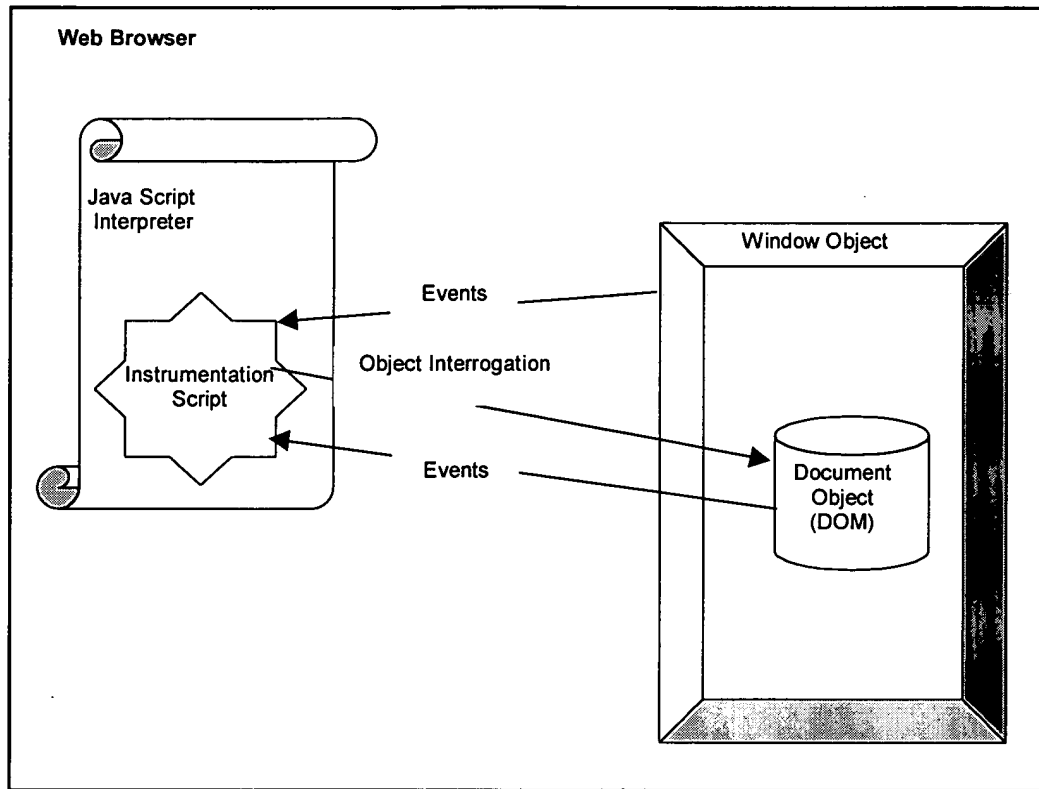 Web Browser
Java Script
Interpreter
Window Object
Events
Object Interrogation
Instrumentation
Script
Events
Document
Object
(DOM)